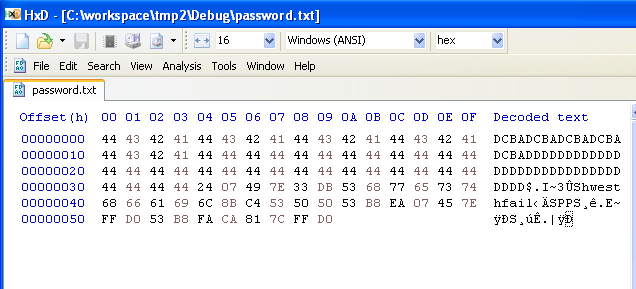 HxD - [C:\workspace\tmp2\Debug\password.txt]
16 Windows (ANSI) hex
File Edit Search View Analysis Tools Window Help
password.txt
Offset(h) 00 01 02 03 04 05 06 07 08 09 0A 0B 0C 0D 0E 0F Decoded text
00000000 44 43 42 41 44 43 42 41 44 43 42 41 44 43 42 41 DCBADCBADCBADCBA
00000010 44 43 42 41 44 44 44 44 44 44 44 44 44 44 44 44 DCBADDDDDDDDDDDD
00000020 44 44 44 44 44 44 44 44 44 44 44 44 44 44 44 44 DDDDDDDDDDDDDDDD
00000030 44 44 44 44 24 07 49 7E 33 DB 53 68 77 65 73 74 DDDD$.I~3ÛShwest
00000040 68 66 61 69 6C 8B C4 53 50 50 53 B8 EA 07 45 7E hfail‹ÄSPPS¸ê.E~
00000050 FF D0 53 B8 FA CA 81 7C FF D0 ÿÐS¸úÊ.|ÿÐ